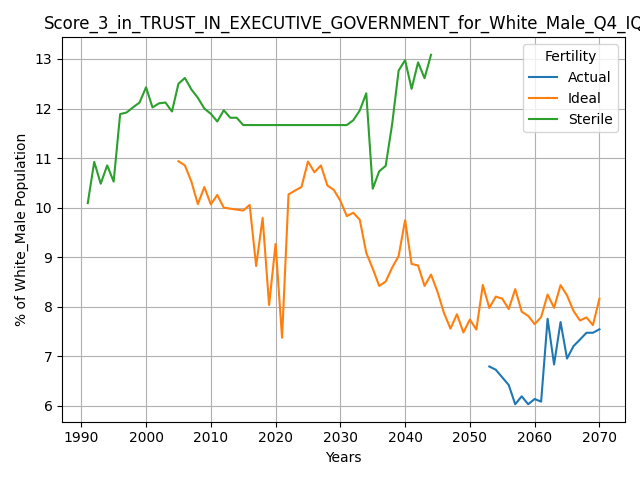 Score_3_in_TRUST_IN_EXECUTIVE_GOVERNMENT_for_White_Male_Q4_IQ
Fertility
Actual
Ideal
Sterile
% of White_Male Population
13
12
11
10
9
8
7
6
1990 2000 2010 2020 2030 2040 2050 2060 2070
Years